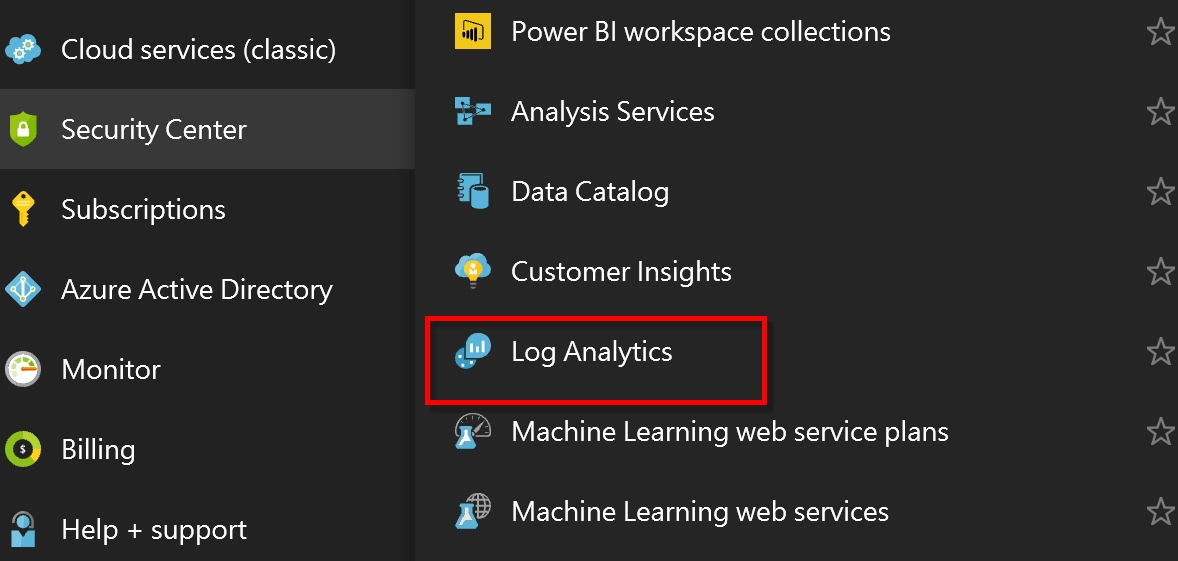 Cloud services (classic)
Security Center
Subscriptions
Azure Active Directory
Monitor
Billing
Help + support
Power BI workspace collections
Analysis Services
Data Catalog
Customer Insights
Log Analytics
Machine Learning web service plans
Machine Learning web services